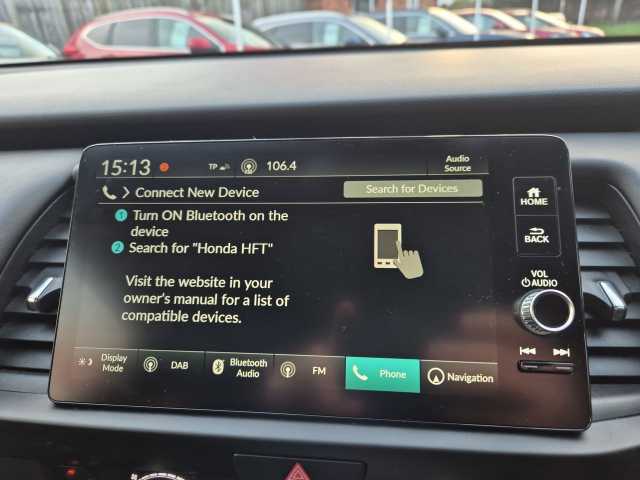 15:13 TP 106.4 Audio Source
Connect New Device Search for Devices
1 Turn ON Bluetooth on the
device
2 Search for "Honda HFT"
Visit the website in your
owner's manual for a list of
compatible devices.
HOME
BACK
VOL
AUDIO
Display Mode
DAB
Bluetooth Audio
FM
Phone
Navigation